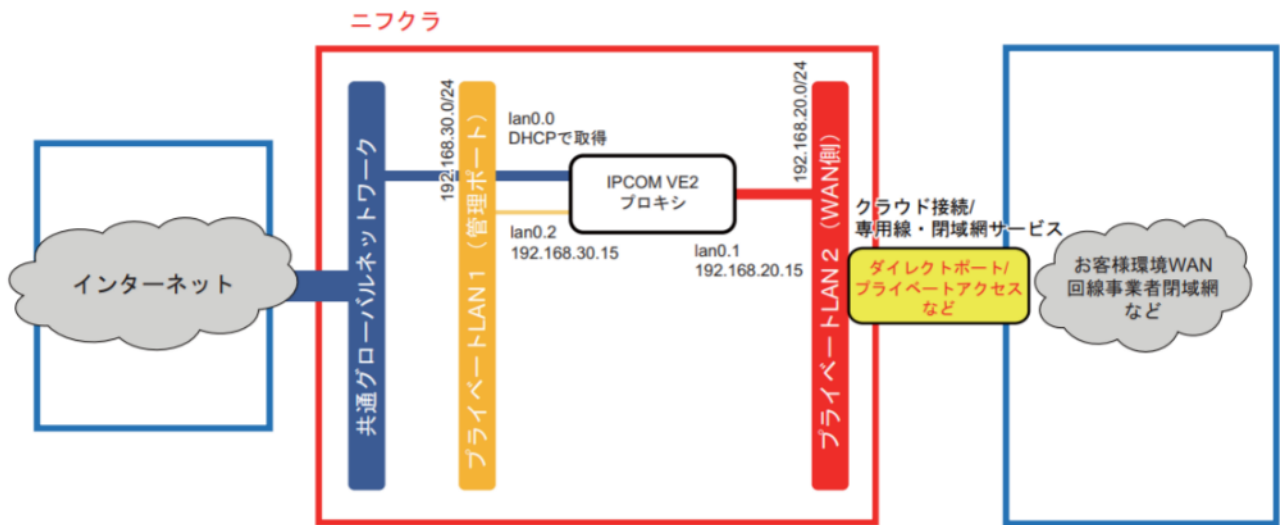 ニフクラ
インターネット
共通グローバルネットワーク
192.168.30.0/24
プライベートLAN 1（管理ポート）
lan0.0
DHCPで取得
IPCOM VE2
プロキシ
lan0.2
192.168.30.15
lan0.1
192.168.20.15
192.168.20.0/24
プライベートLAN 2（WAN側）
クラウド接続/
専用線・閉域網サービス
ダイレクトポート/
プライベートアクセス
など
お客様環境WAN
回線事業者閉域網
など